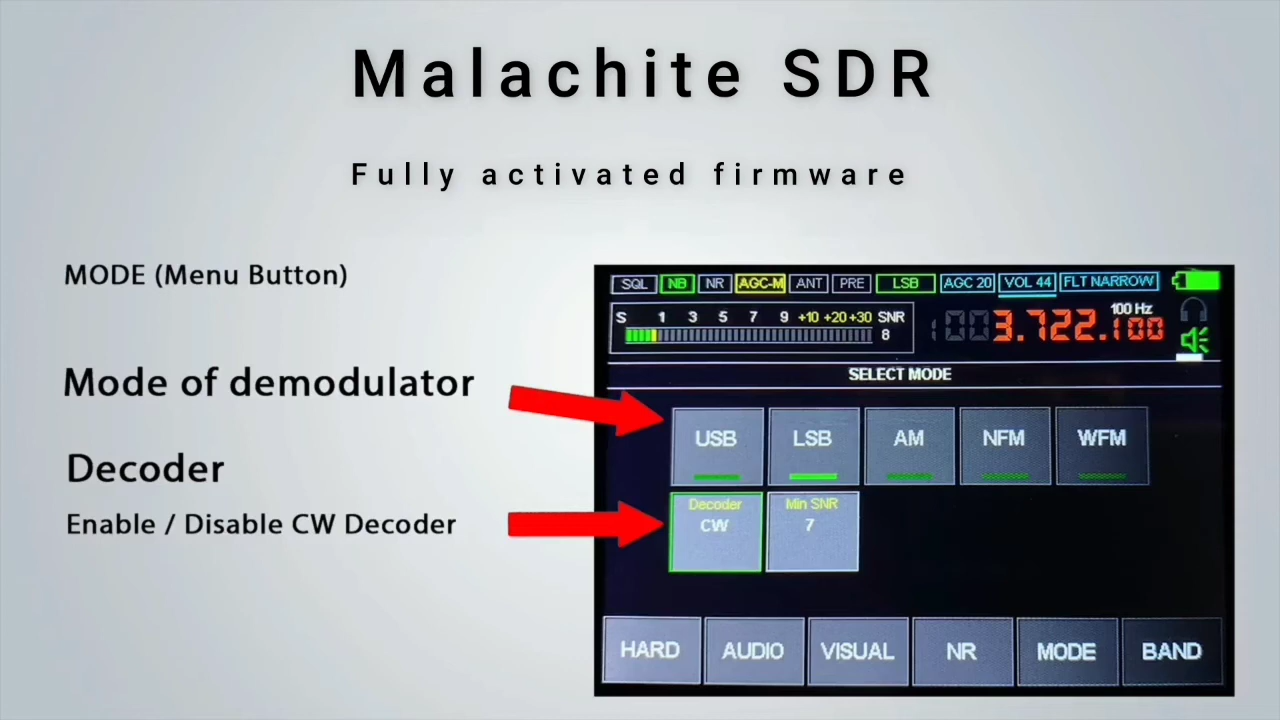 Malachite SDR
Fully activated firmware
MODE (Menu Button)
Mode of demodulator
Decoder
Enable / Disable CW Decoder
SQL NB NR AGC-M ANT PRE LSB AGC 20 VOL 44 FLT NARROW
S 1 3 5 7 9 +10 +20 +30 SNR
8
100 Hz
3.722.100
SELECT MODE
USB LSB AM NFM WFM
Decoder Min SNR
CW 7
HARD AUDIO VISUAL NR MODE BAND